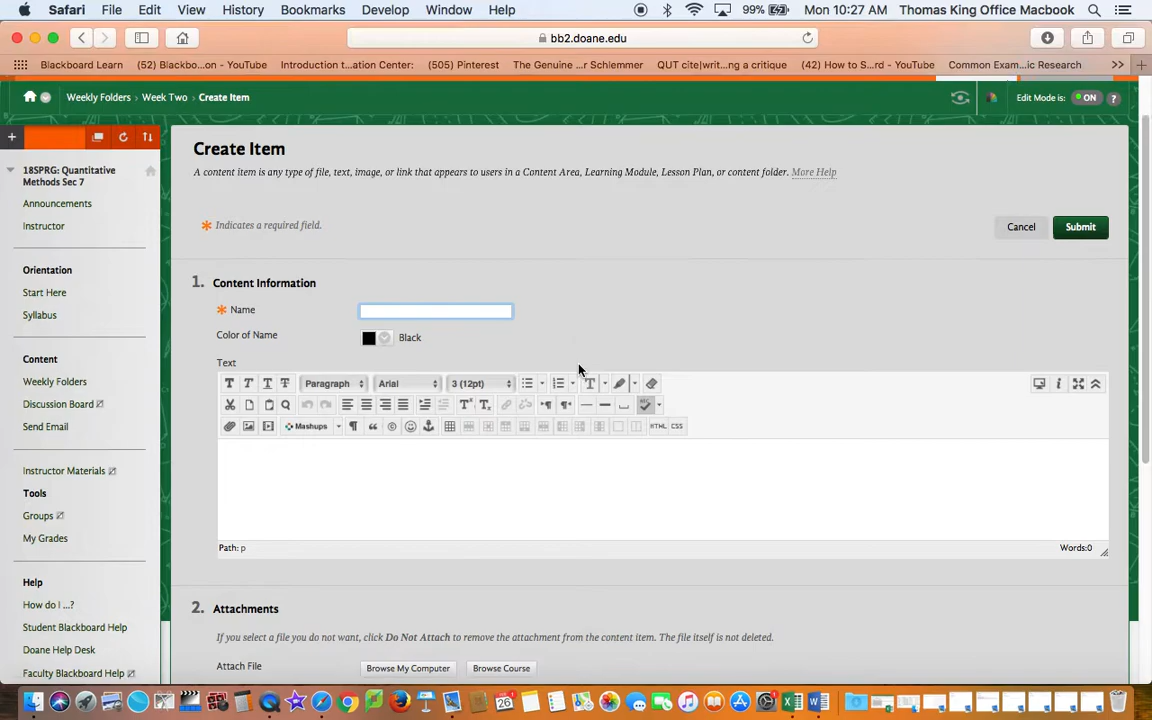 Safari File Edit View History Bookmarks Develop Window Help 99% Mon 10:27 AM Thomas King Office Macbook
bb2.doane.edu
Blackboard Learn (52) Blackbo...on - YouTube Introduction t...ation Center: (505) Pinterest The Genuine ...r Schlemmer QUT cite|writ...ng a critique (42) How to S...rd - YouTube Common Exam...ic Research >> +
Weekly Folders > Week Two > Create Item Edit Mode is: ON ?
+
18SPRG: Quantitative
Methods Sec 7
Announcements
Instructor
Orientation
Start Here
Syllabus
Content
Weekly Folders
Discussion Board
Send Email
Instructor Materials
Tools
Groups
My Grades
Help
How do I ...?
Student Blackboard Help
Doane Help Desk
Faculty Blackboard Help
Create Item
A content item is any type of file, text, image, or link that appears to users in a Content Area, Learning Module, Lesson Plan, or content folder. More Help
Indicates a required field.
Cancel Submit
1. Content Information
Name
Color of Name Black
Text
T T T T Paragraph Arial 3 (12pt) T
Mashups HTML CSS
Path: p Words:0
2. Attachments
If you select a file you do not want, click Do Not Attach to remove the attachment from the content item. The file itself is not deleted.
Attach File Browse My Computer Browse Course
26